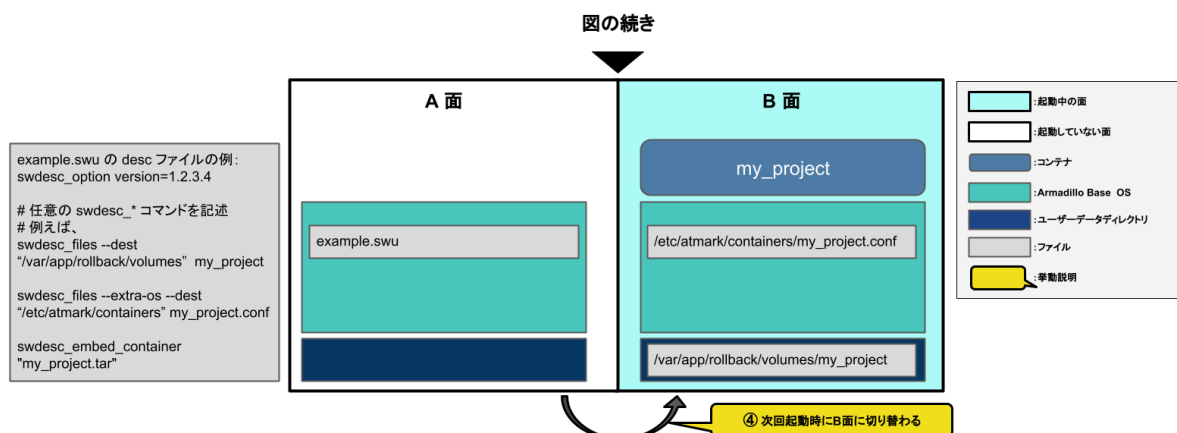 図の続き
A 面
B 面
example.swu の desc ファイルの例:
swdesc_option version=1.2.3.4
# 任意の swdesc_* コマンドを記述
# 例えば、
swdesc_files --dest
“/var/app/rollback/volumes” my_project
swdesc_files --extra-os --dest
“/etc/atmark/containers” my_project.conf
swdesc_embed_container
"my_project.tar"
example.swu
my_project
/etc/atmark/containers/my_project.conf
/var/app/rollback/volumes/my_project
:起動中の面
:起動していない面
:コンテナ
:Armadillo Base OS
:ユーザーデータディレクトリ
:ファイル
:挙動説明
④ 次回起動時にB面に切り替わる